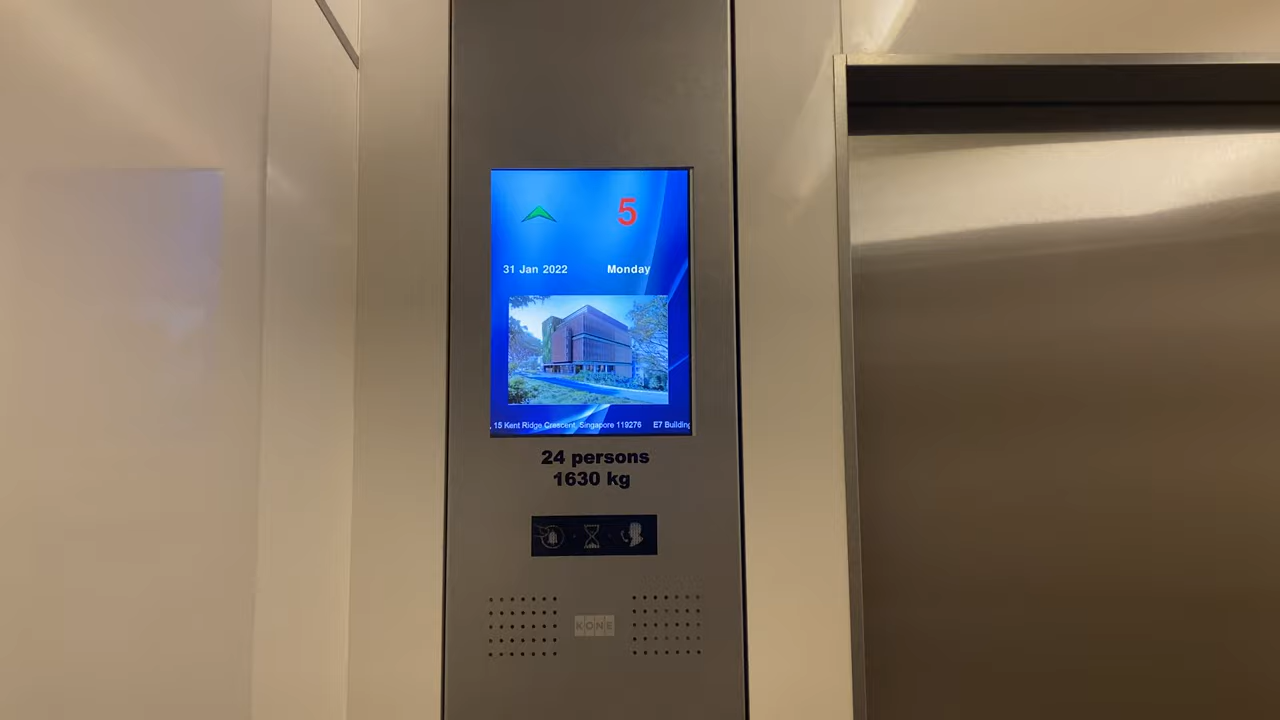 5
31 Jan 2022 Monday
, 15 Kent Ridge Crescent, Singapore 119276 E7 Building
24 persons
1630 kg
KONE